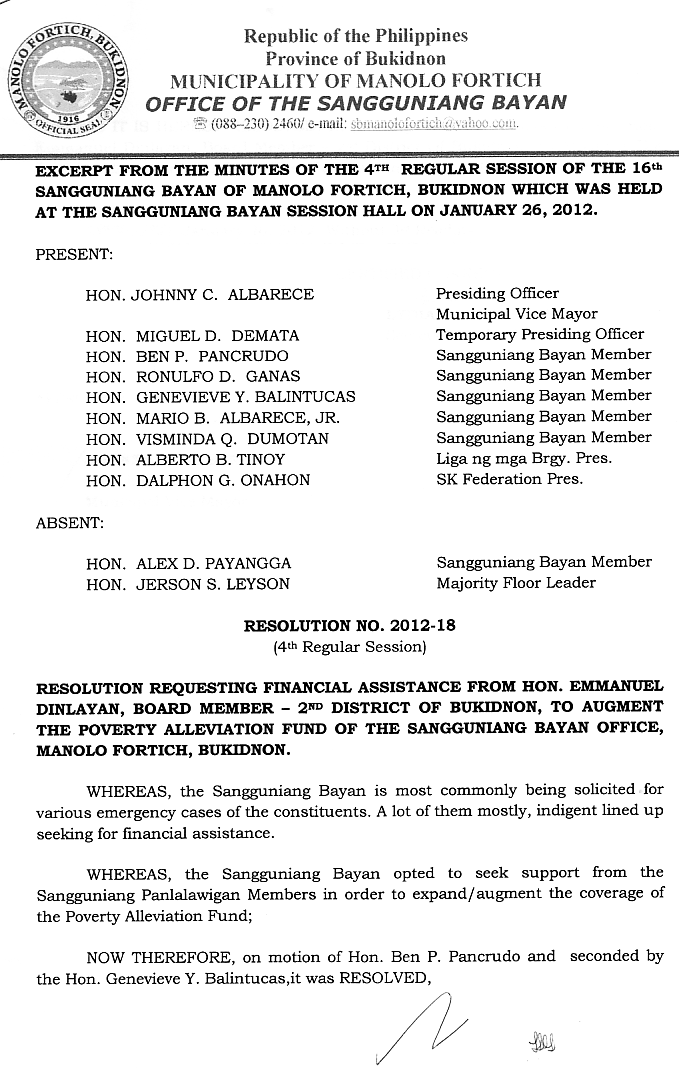 MANOLO FORTICH, BUKIDNON
1916
OFFICIAL SEAL
Republic of the Philippines
Province of Bukidnon
MUNICIPALITY OF MANOLO FORTICH
OFFICE OF THE SANGGUNIANG BAYAN
☏ (088–230) 2460/ e-mail: sbmanolofortich@yahoo.com.
EXCERPT FROM THE MINUTES OF THE 4TH REGULAR SESSION OF THE 16th
SANGGUNIANG BAYAN OF MANOLO FORTICH, BUKIDNON WHICH WAS HELD
AT THE SANGGUNIANG BAYAN SESSION HALL ON JANUARY 26, 2012.
PRESENT:
HON. JOHNNY C. ALBARECE Presiding Officer
Municipal Vice Mayor
HON. MIGUEL D. DEMATA Temporary Presiding Officer
HON. BEN P. PANCRUDO Sangguniang Bayan Member
HON. RONULFO D. GANAS Sangguniang Bayan Member
HON. GENEVIEVE Y. BALINTUCAS Sangguniang Bayan Member
HON. MARIO B. ALBARECE, JR. Sangguniang Bayan Member
HON. VISMINDA Q. DUMOTAN Sangguniang Bayan Member
HON. ALBERTO B. TINOY Liga ng mga Brgy. Pres.
HON. DALPHON G. ONAHON SK Federation Pres.
ABSENT:
HON. ALEX D. PAYANGGA Sangguniang Bayan Member
HON. JERSON S. LEYSON Majority Floor Leader
RESOLUTION NO. 2012-18
(4th Regular Session)
RESOLUTION REQUESTING FINANCIAL ASSISTANCE FROM HON. EMMANUEL
DINLAYAN, BOARD MEMBER – 2ND DISTRICT OF BUKIDNON, TO AUGMENT
THE POVERTY ALLEVIATION FUND OF THE SANGGUNIANG BAYAN OFFICE,
MANOLO FORTICH, BUKIDNON.
WHEREAS, the Sangguniang Bayan is most commonly being solicited for
various emergency cases of the constituents. A lot of them mostly, indigent lined up
seeking for financial assistance.
WHEREAS, the Sangguniang Bayan opted to seek support from the
Sangguniang Panlalawigan Members in order to expand/augment the coverage of
the Poverty Alleviation Fund;
NOW THEREFORE, on motion of Hon. Ben P. Pancrudo and seconded by
the Hon. Genevieve Y. Balintucas,it was RESOLVED,